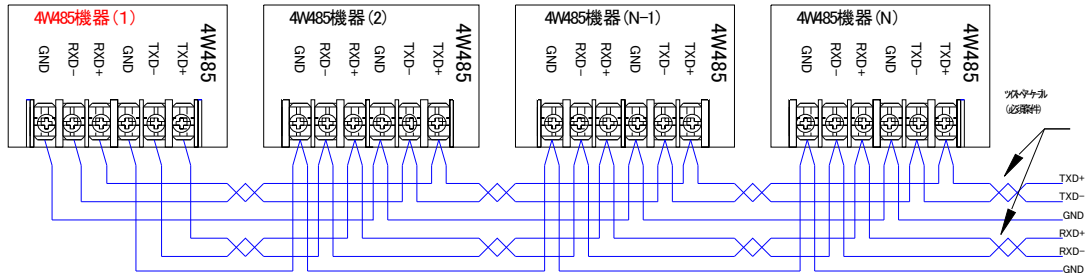 4W485機器(1)
GND
RXD-
RXD+
GND
TXD-
TXD+
4W485
4W485機器(2)
GND
RXD-
RXD+
GND
TXD-
TXD+
4W485
4W485機器(N-1)
GND
RXD-
RXD+
GND
TXD-
TXD+
4W485
4W485機器(N)
GND
RXD-
RXD+
GND
TXD-
TXD+
4W485
ツイストペアケーブル
(必須条件)
TXD+
TXD-
GND
RXD+
RXD-
GND